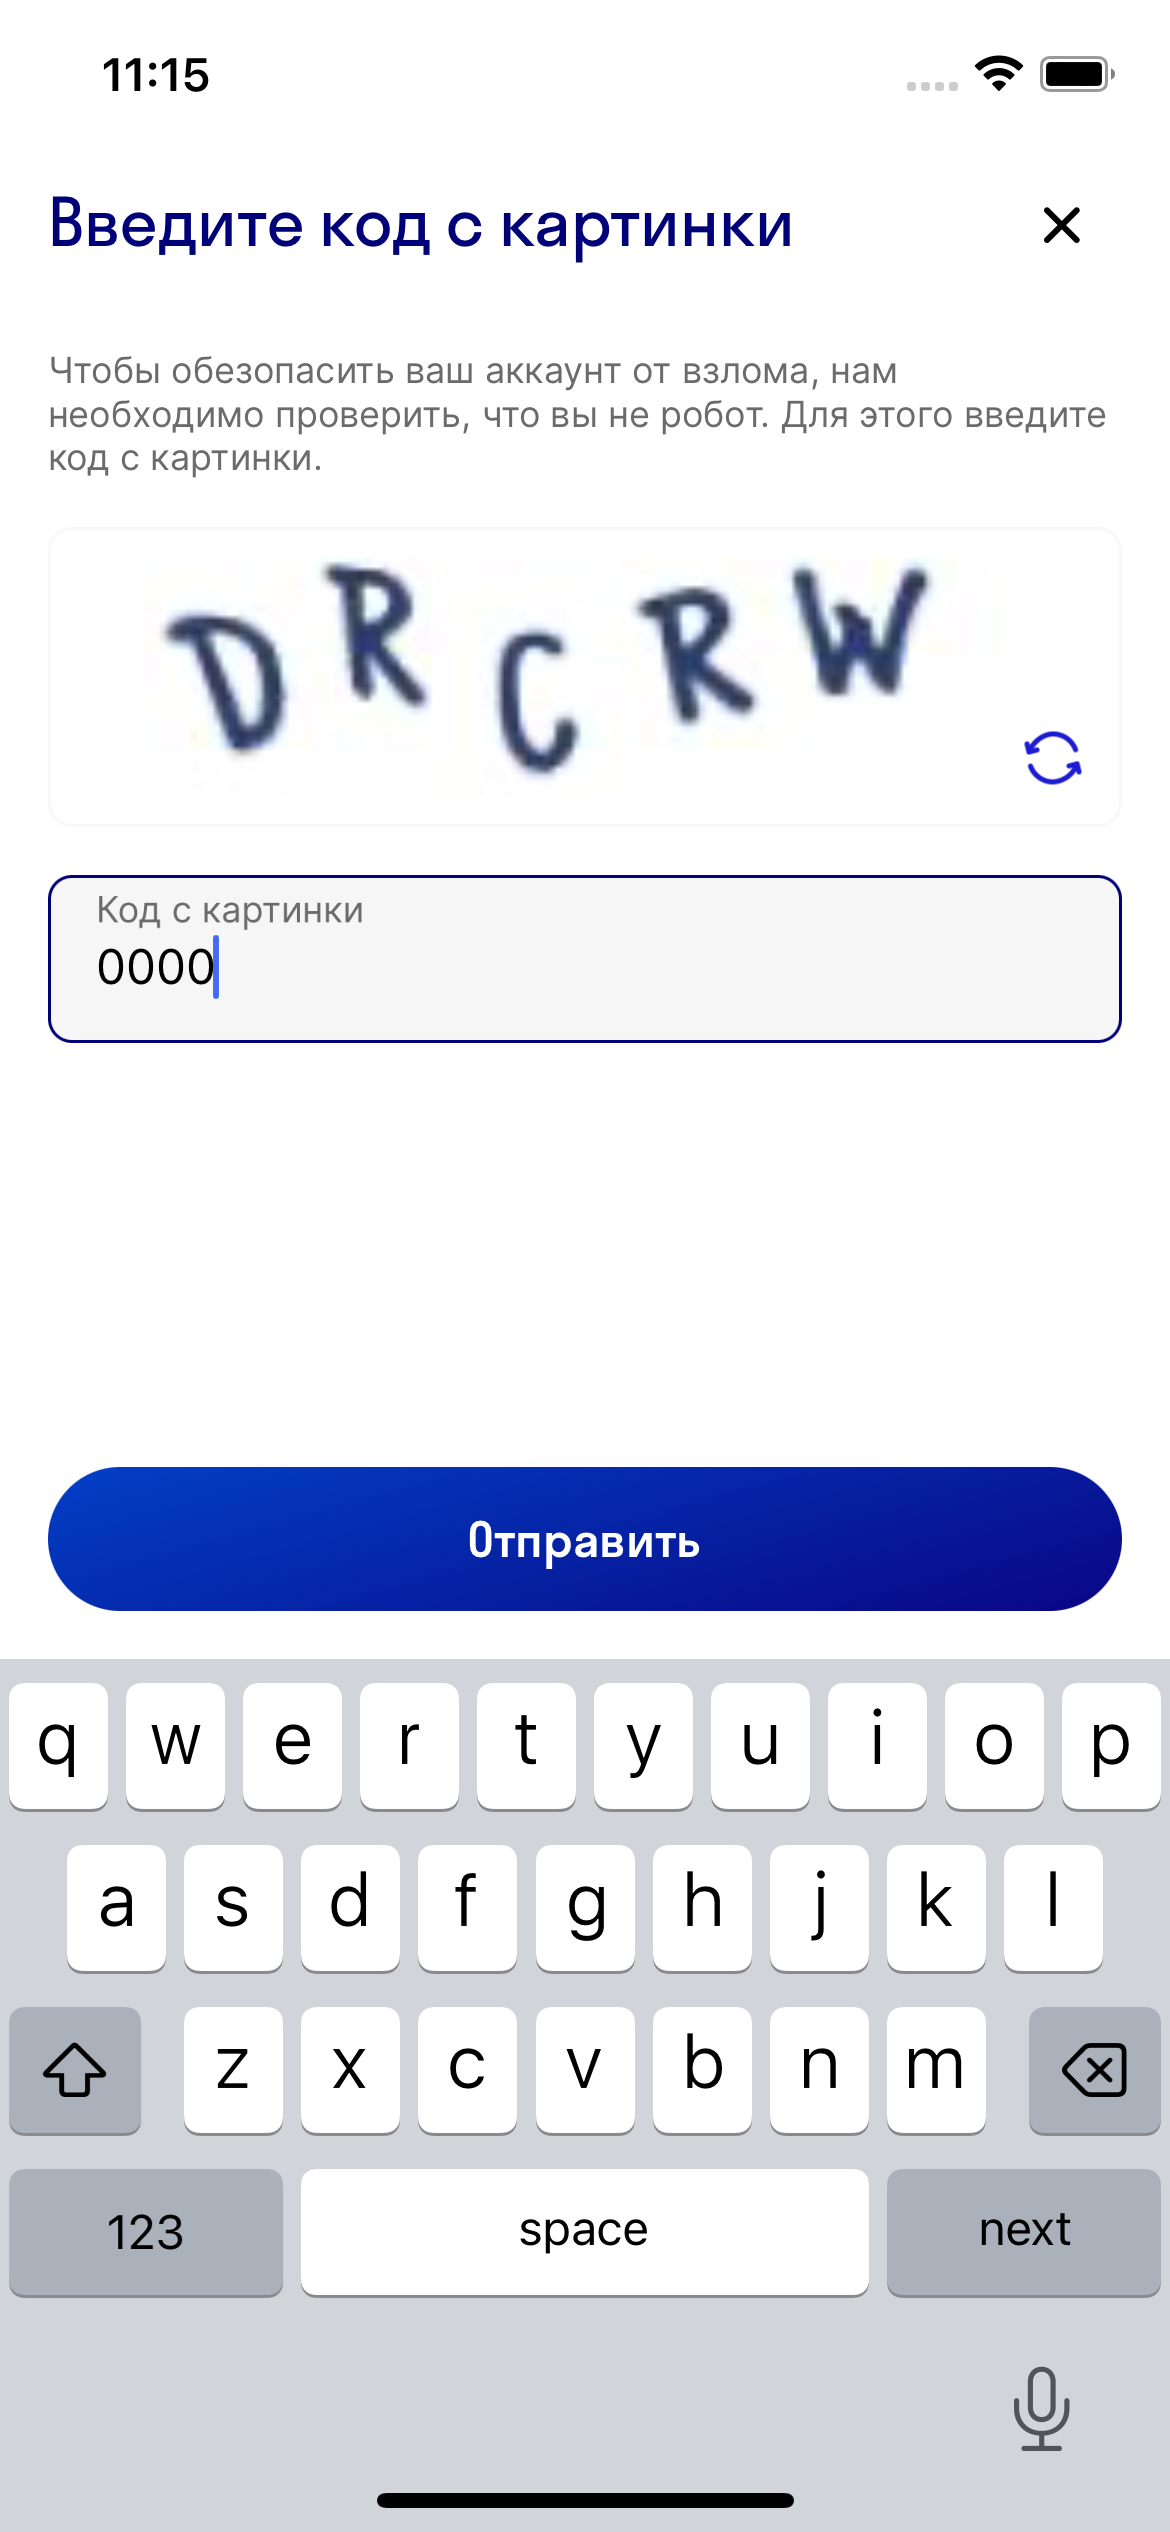 11:15
Введите код с картинки
Чтобы обезопасить ваш аккаунт от взлома, нам
необходимо проверить, что вы не робот. Для этого введите
код с картинки.
DRCRW
Код с картинки
0000
Отправить
q w e r t y u i o p
a s d f g h j k l
z x c v b n m
123 space next